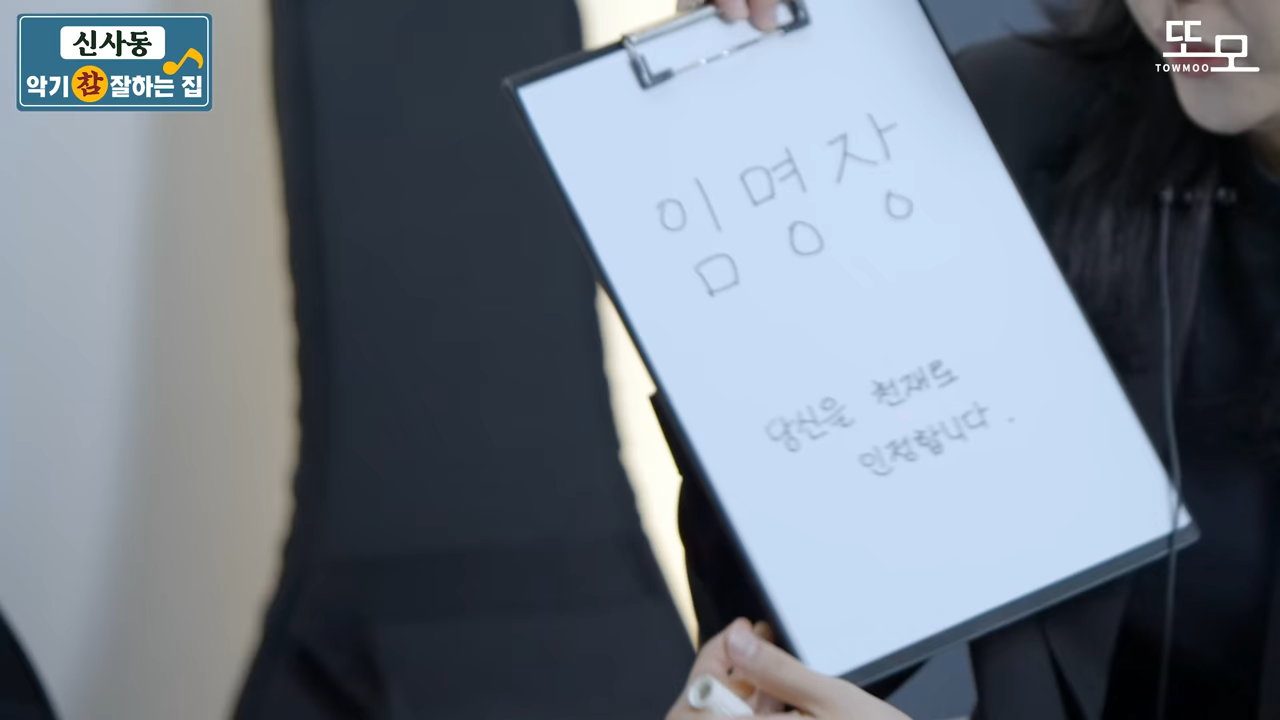 신사동
악기 참 잘하는 집
또모
TOWMOO
임명장
당신을 천재로
인정합니다.